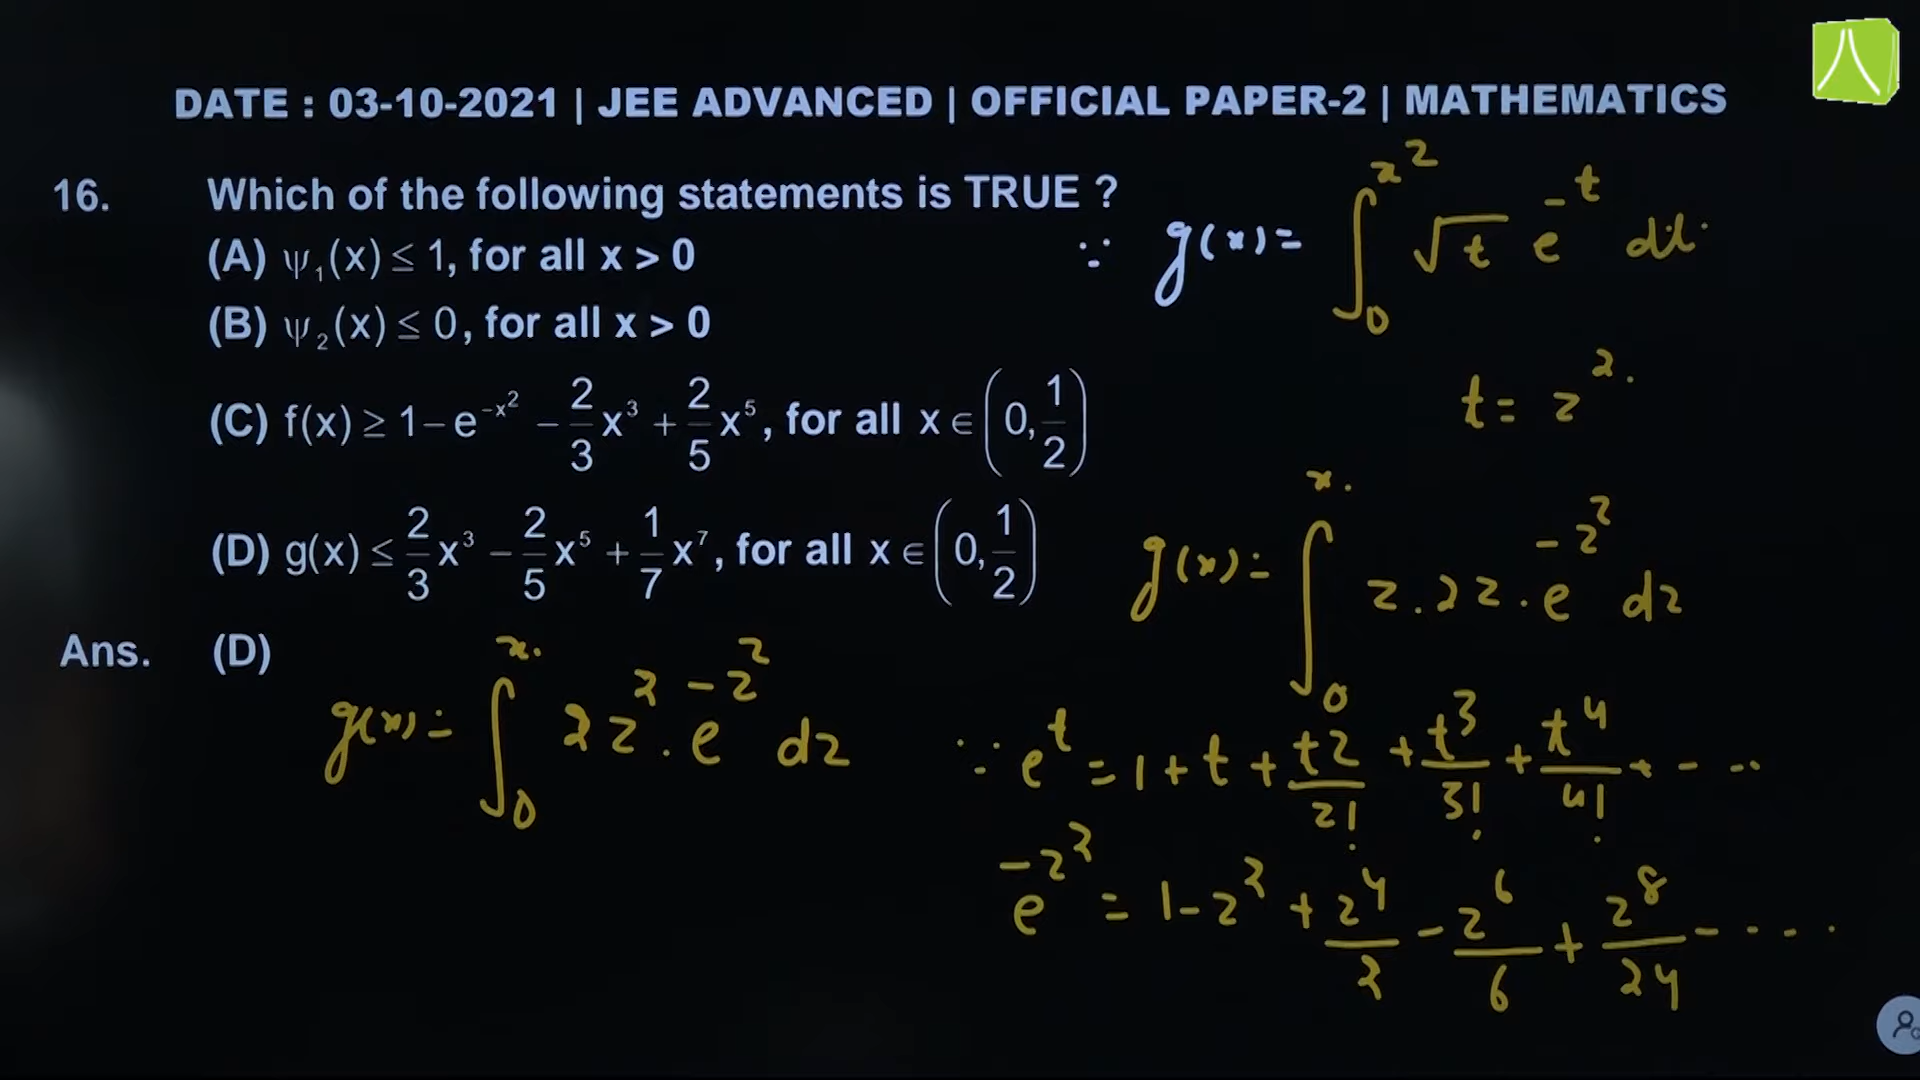 DATE : 03-10-2021 | JEE ADVANCED | OFFICIAL PAPER-2 | MATHEMATICS
16. Which of the following statements is TRUE ?
(A) ψ₁(x) ≤ 1, for all x > 0
(B) ψ₂(x) ≤ 0, for all x > 0
(C) f(x) ≥ 1 − e^(−x²) − 2/3 x³ + 2/5 x⁵, for all x ∈ (0, 1/2)
(D) g(x) ≤ 2/3 x³ − 2/5 x⁵ + 1/7 x⁷, for all x ∈ (0, 1/2)
Ans. (D)
∵ g(x) = ∫₀^(x²) √t e^(−t) dt.
t = z².
g(x) = ∫₀^x. z.2z.e^(−z²) dz
g(x) = ∫₀^x. 2z².e^(−z²) dz
∵ e^t = 1 + t + t2/2! + t³/3! + t⁴/4! + - ..
e^(−z²) = 1 − z² + z⁴/2 − z⁶/6 + z⁸/24 - - - - .